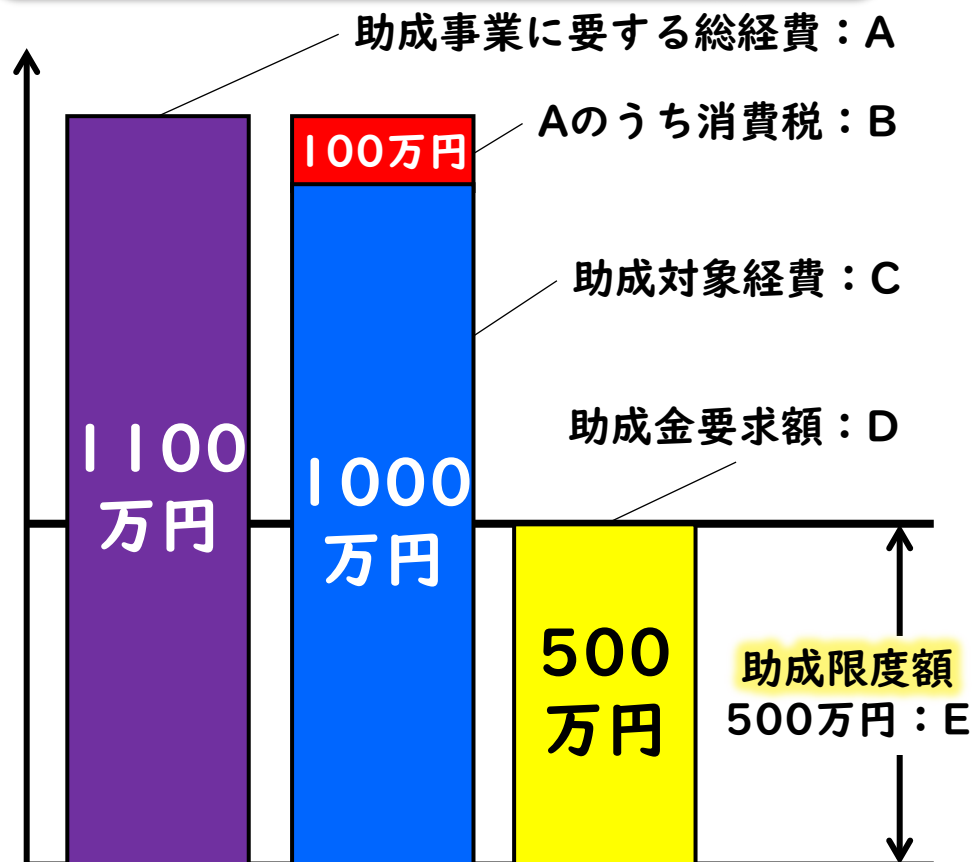 助成事業に要する総経費：A
Aのうち消費税：B
100万円
助成対象経費：C
助成金要求額：D
1100
万円
1000
万円
500
万円
助成限度額
500万円：E